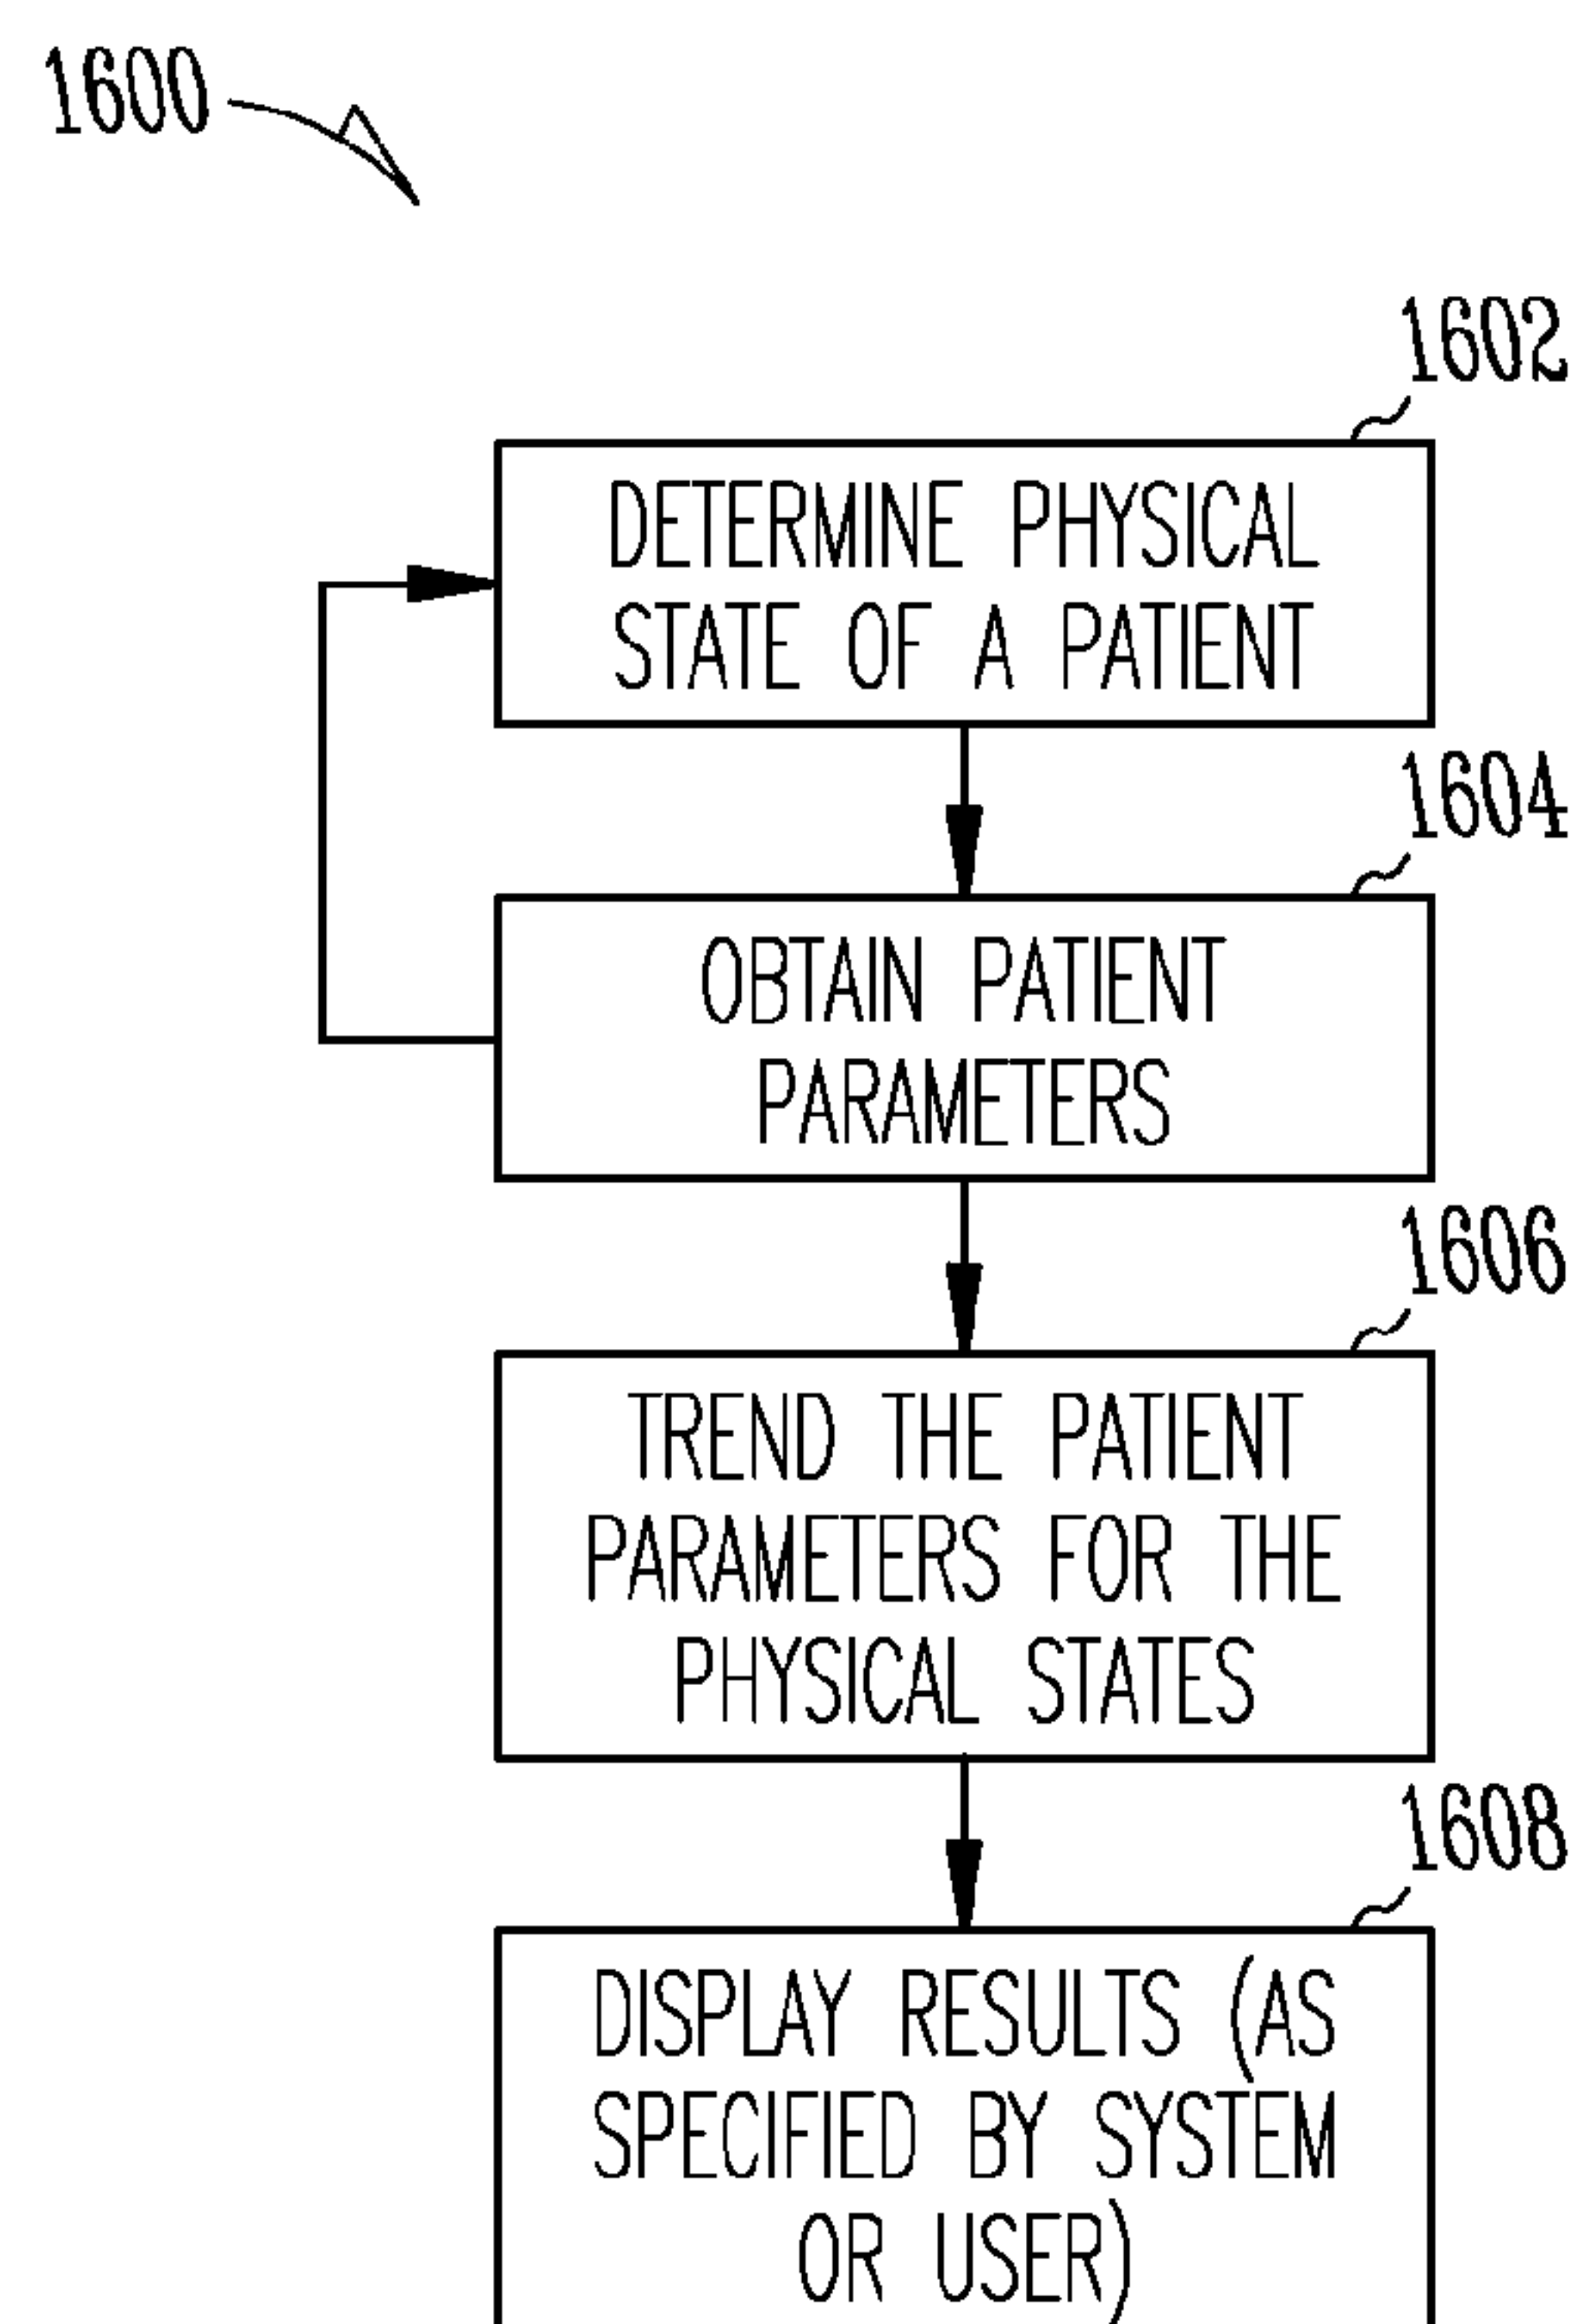 1600
1602
DETERMINE PHYSICAL
STATE OF A PATIENT
1604
OBTAIN PATIENT
PARAMETERS
1606
TREND THE PATIENT
PARAMETERS FOR THE
PHYSICAL STATES
1608
DISPLAY RESULTS (AS
SPECIFIED BY SYSTEM
OR USER)